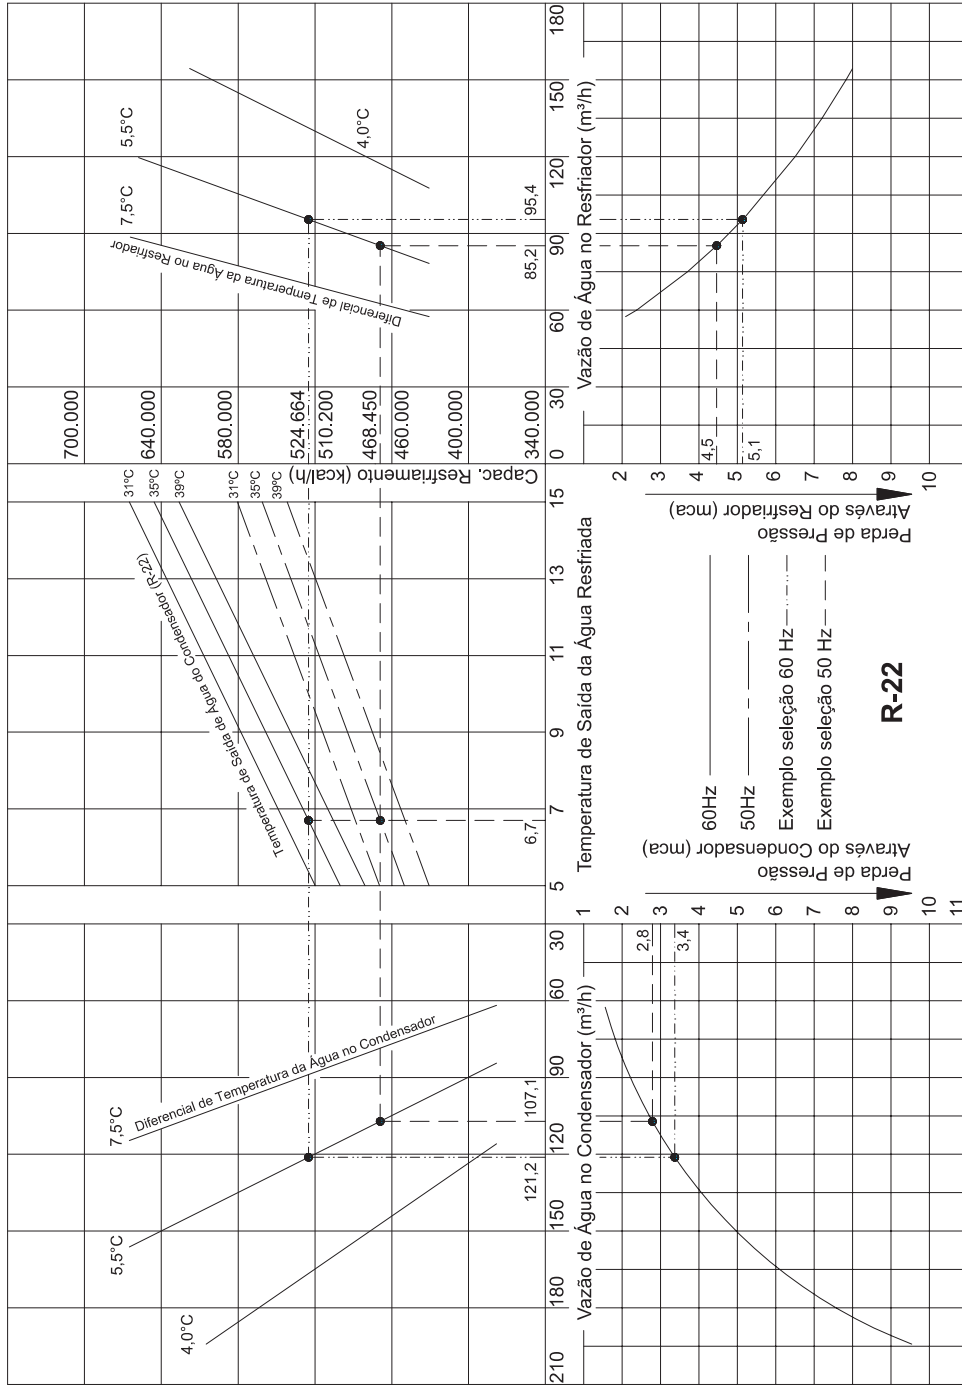 700.000
640.000
580.000
524.664
510.200
468.450
460.000
400.000
340.000
Capac. Resfriamento (kcal/h)
4,0°C
5,5°C
7,5°C
Diferencial de Temperatura da Água no Condensador
121,2
107,1
210
180
150
120
90
60
30
Vazão de Água no Condensador (m³/h)
Temperatura de Saída de Água do Condensador (R-22)
31ºC
35ºC
39ºC
31ºC
35ºC
39ºC
6,7
5
7
9
11
13
15
Temperatura de Saída da Água Resfriada
7,5°C
5,5°C
4,0°C
Diferencial de Temperatura da Água no Resfriador
85,2
95,4
0
30
60
90
120
150
180
Vazão de Água no Resfriador (m³/h)
2,8
3,4
1
2
3
4
5
6
7
8
9
10
11
Perda de Pressão
Através do Condensador (mca)
60Hz
50Hz
Exemplo seleção 60 Hz
Exemplo seleção 50 Hz
R-22
Perda de Pressão
Através do Resfriador (mca)
2
3
4
5
6
7
8
9
10
4,5
5,1